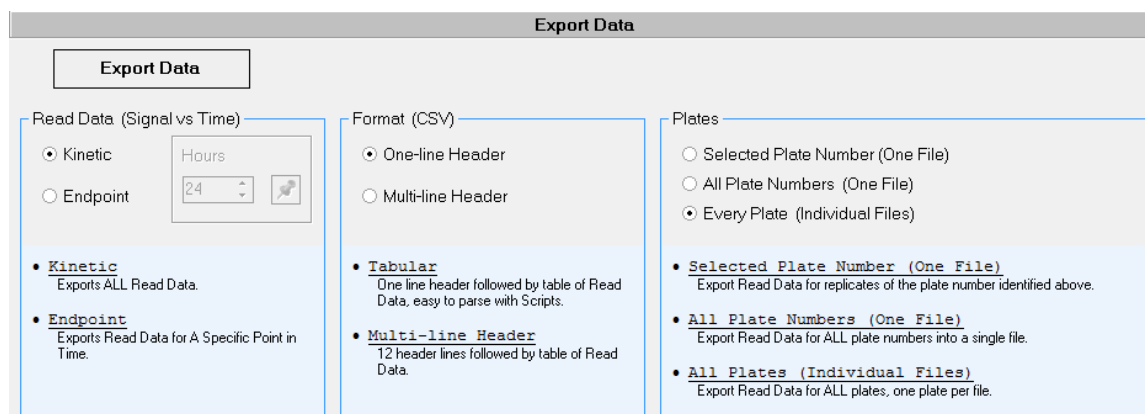 Export Data
Export Data
Read Data (Signal vs Time)
Kinetic
Hours
24
Endpoint
• Kinetic
Exports ALL Read Data.
• Endpoint
Exports Read Data for A Specific Point in
Time.
Format (CSV)
One-line Header
Multi-line Header
• Tabular
One line header followed by table of Read
Data, easy to parse with Scripts.
• Multi-line Header
12 header lines followed by table of Read
Data.
Plates
Selected Plate Number (One File)
All Plate Numbers (One File)
Every Plate (Individual Files)
• Selected Plate Number (One File)
Export Read Data for replicates of the plate number identified above.
• All Plate Numbers (One File)
Export Read Data for ALL plate numbers into a single file.
• All Plates (Individual Files)
Export Read Data for ALL plates, one plate per file.